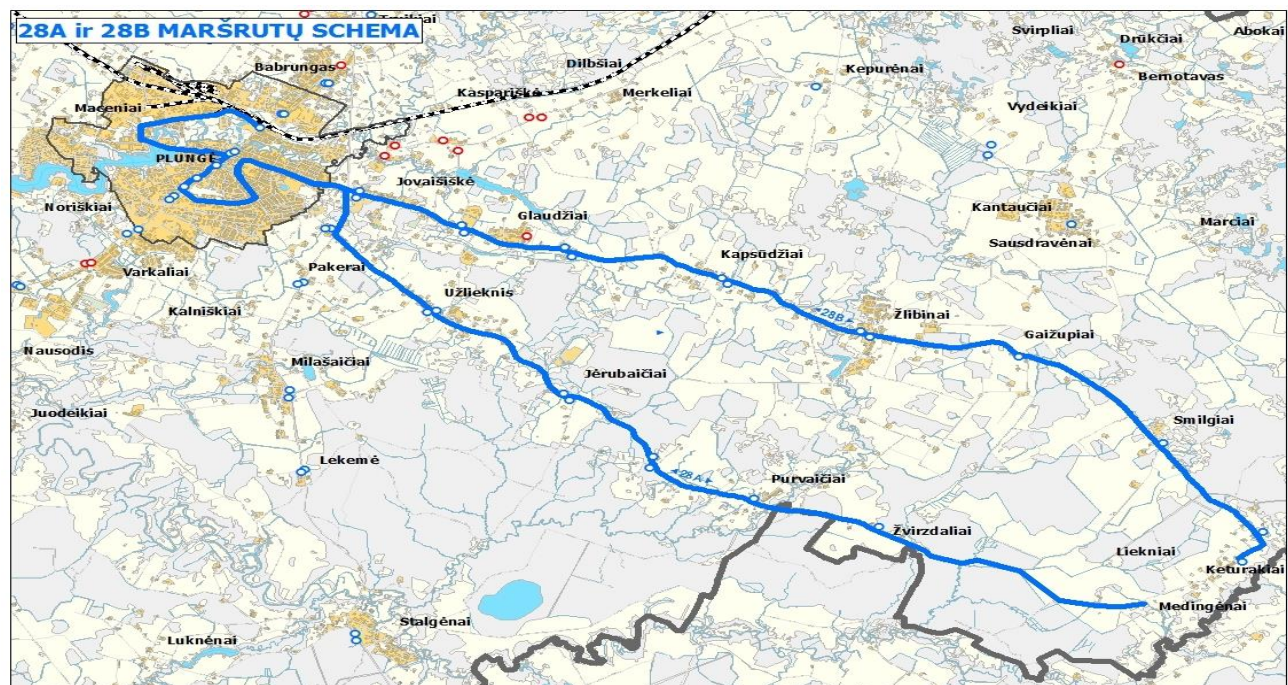 28A ir 28B MARŠRUTŲ SCHEMA
Svirpliai
Drūkčiai
Abokai
Babrungas
Dilbšiai
Kepurėnai
Bernotavas
Maceniai
Kaspariškė
Merkeliai
Vydeikiai
PLUNGĖ
Jovaišiškė
Noriškiai
Glaudžiai
Kantaučiai
Marciai
Sausdravėnai
Varkaliai
Pakerai
Kapsūdžiai
Kalniškiai
Užlieknis
◄28B►
Žlibinai
Gaižupiai
Nausodis
Milašaičiai
Jėrubaičiai
Juodeikiai
Smilgiai
Lekemė
◄28A►
Purvaičiai
Žvirzdaliai
Liekniai
Keturakiai
Medingėnai
Stalgėnai
Luknėnai